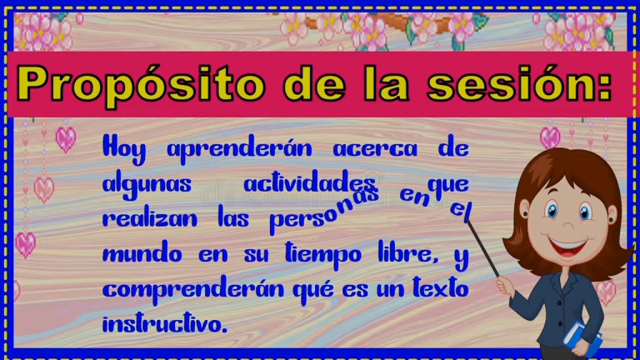 Propósito de la sesión:
Hoy aprenderán acerca de
algunas actividades que
realizan las personas en el
mundo en su tiempo libre, y
comprenderán qué es un texto
instructivo.